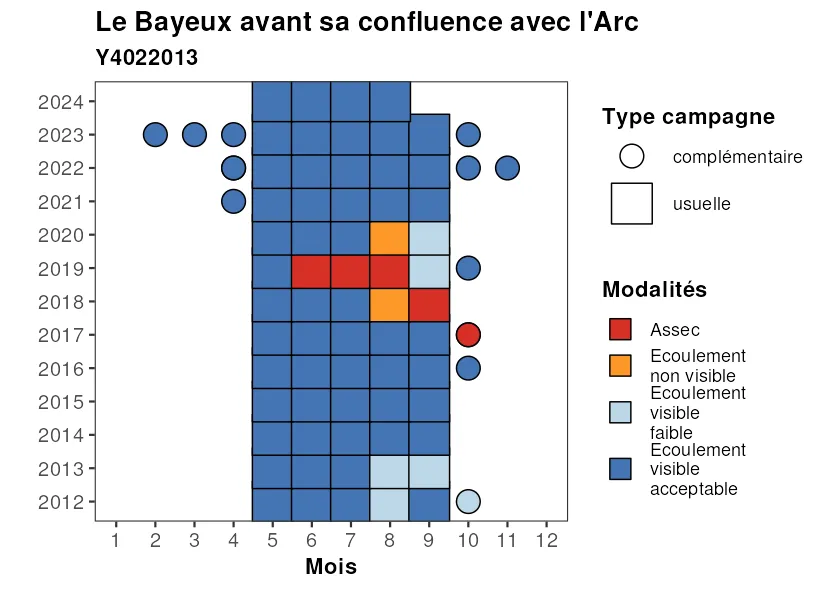 Le Bayeux avant sa confluence avec l'Arc
Y4022013
2024
2023
2022
2021
2020
2019
2018
2017
2016
2015
2014
2013
2012
1 2 3 4 5 6 7 8 9 10 11 12
Mois
Type campagne
complémentaire
usuelle
Modalités
Assec
Ecoulement
non visible
Ecoulement
visible
faible
Ecoulement
visible
acceptable